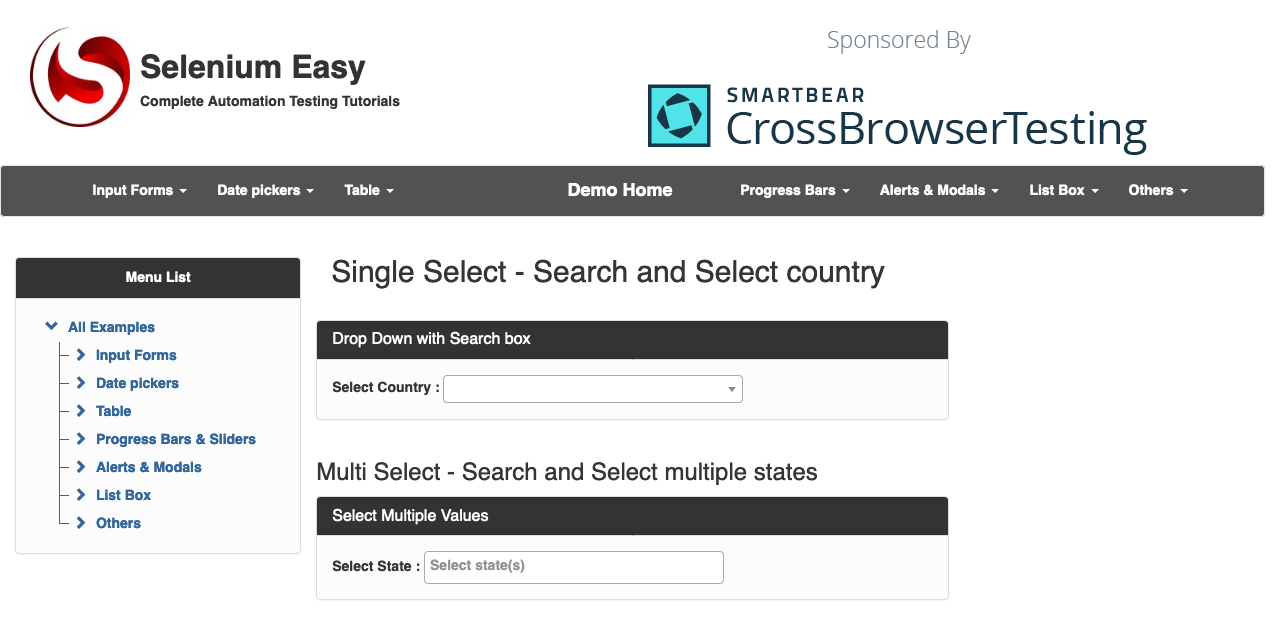 Sponsored By
Selenium Easy
Complete Automation Testing Tutorials
SMARTBEAR
CrossBrowserTesting
Input Forms Date pickers Table Demo Home Progress Bars Alerts & Modals List Box Others
Menu List
All Examples
Input Forms
Date pickers
Table
Progress Bars & Sliders
Alerts & Modals
List Box
Others
Single Select - Search and Select country
Drop Down with Search box
Select Country :
Multi Select - Search and Select multiple states
Select Multiple Values
Select State : Select state(s)